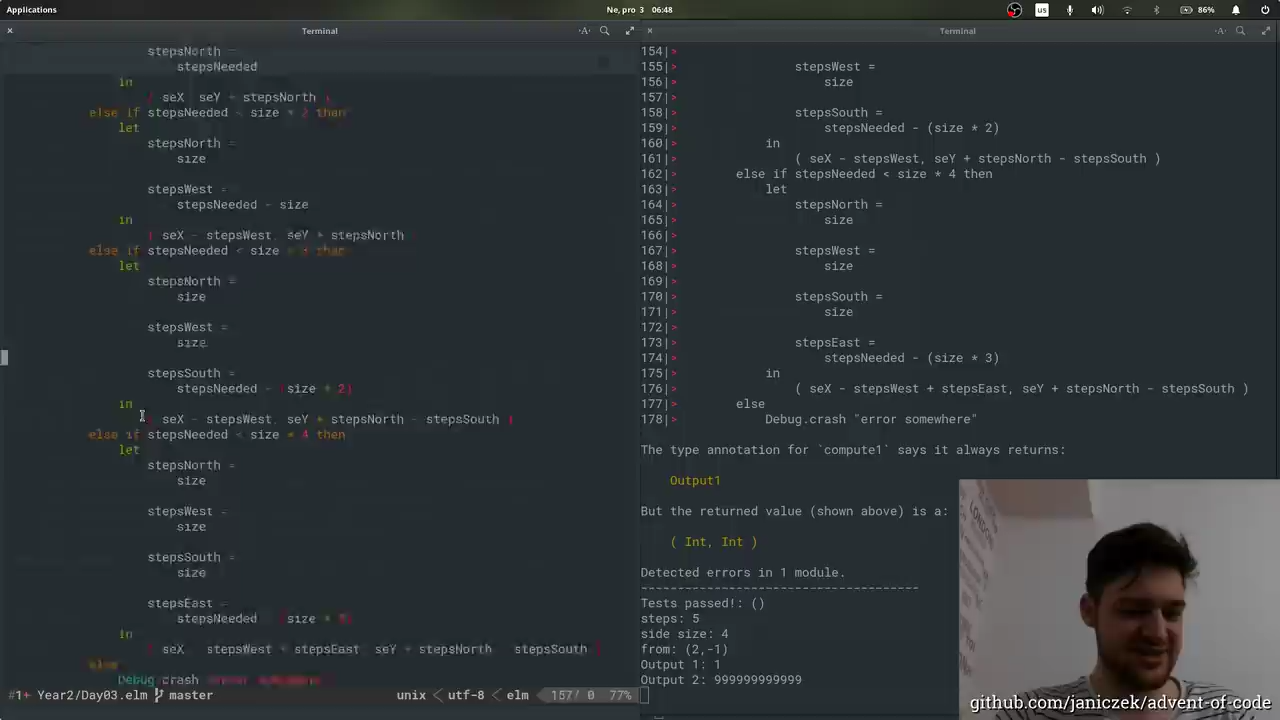 Applications
Ne, pro 3 06:48
us
86%
Terminal
stepsNorth =
stepsNeeded
in
( seX, seY + stepsNorth )
else if stepsNeeded < size * 2 then
let
stepsNorth =
size
stepsWest =
stepsNeeded - size
in
( seX - stepsWest, seY + stepsNorth
else if stepsNeeded < size * 3 then
let
stepsNorth =
size
stepsWest =
size
stepsSouth =
stepsNeeded - (size * 2)
in
seX - stepsWest, seY + stepsNorth - stepsSouth )
else if stepsNeeded < size * 4 then
let
stepsNorth =
size
stepsWest =
size
stepsSouth =
size
stepsEast =
stepsNeeded - (size * 3)
in
( seX - stepsWest + stepsEast, seY + stepsNorth - stepsSouth )
else
Debug.crash
#1+ Year2/Day03.elm master unix < utf-8 < elm 157/ 0 77%
Terminal
154|>
155|> stepsWest =
156|> size
157|>
158|> stepsSouth =
159|> stepsNeeded - (size * 2)
160|> in
161|> ( seX - stepsWest, seY + stepsNorth - stepsSouth )
162|> else if stepsNeeded < size * 4 then
163|> let
164|> stepsNorth =
165|> size
166|>
167|> stepsWest =
168|> size
169|>
170|> stepsSouth =
171|> size
172|>
173|> stepsEast =
174|> stepsNeeded - (size * 3)
175|> in
176|> ( seX - stepsWest + stepsEast, seY + stepsNorth - stepsSouth )
177|> else
178|> Debug.crash "error somewhere"
The type annotation for `compute1` says it always returns:
Output1
But the returned value (shown above) is a:
( Int, Int )
Detected errors in 1 module.
--------------------------------------
Tests passed!: ()
steps: 5
side size: 4
from: (2,-1)
Output 1: 1
Output 2: 999999999999
LONDON
github.com/janiczek/advent-of-code